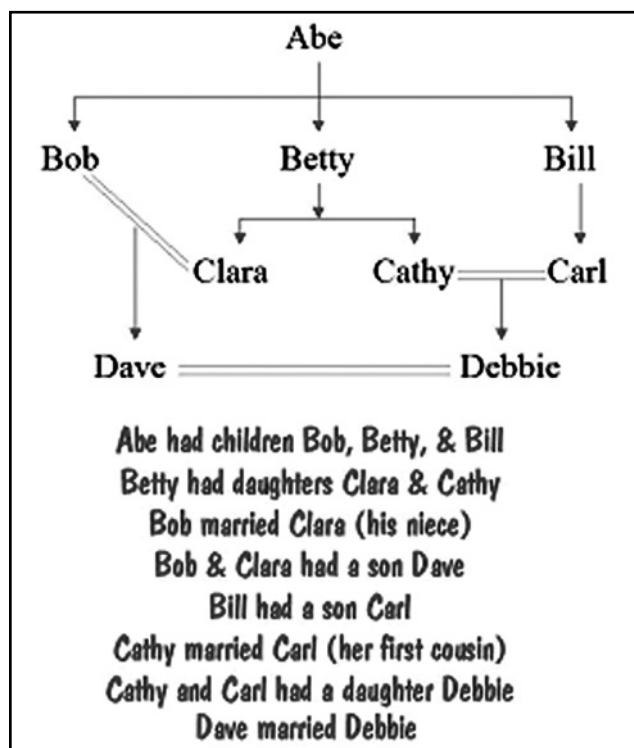 Abe
Bob Betty Bill
Clara Cathy Carl
Dave Debbie
Abe had children Bob, Betty, & Bill
Betty had daughters Clara & Cathy
Bob married Clara (his niece)
Bob & Clara had a son Dave
Bill had a son Carl
Cathy married Carl (her first cousin)
Cathy and Carl had a daughter Debbie
Dave married Debbie